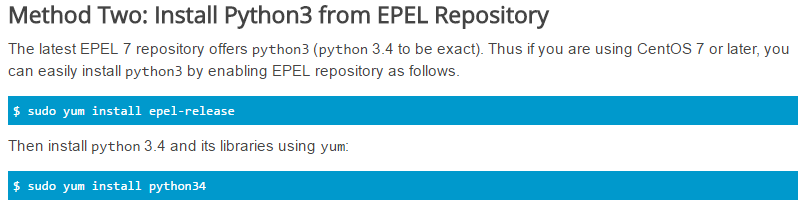 Method Two: Install Python3 from EPEL Repository
The latest EPEL 7 repository offers python3 (python 3.4 to be exact). Thus if you are using CentOS 7 or later, you
can easily install python3 by enabling EPEL repository as follows.
$ sudo yum install epel-release
Then install python 3.4 and its libraries using yum:
$ sudo yum install python34